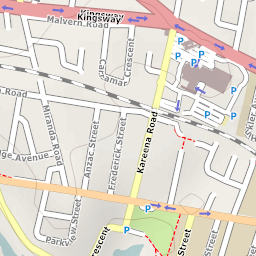 Kingsway
Kingsway
Malvern Road
Carramar Crescent
Miranda Road
Road
Anzac Street
Frederick Street
Kareena Road
Avenue
Parkview Street
Crescent
Street
P
P
P
P
P
P
P
P
P
P